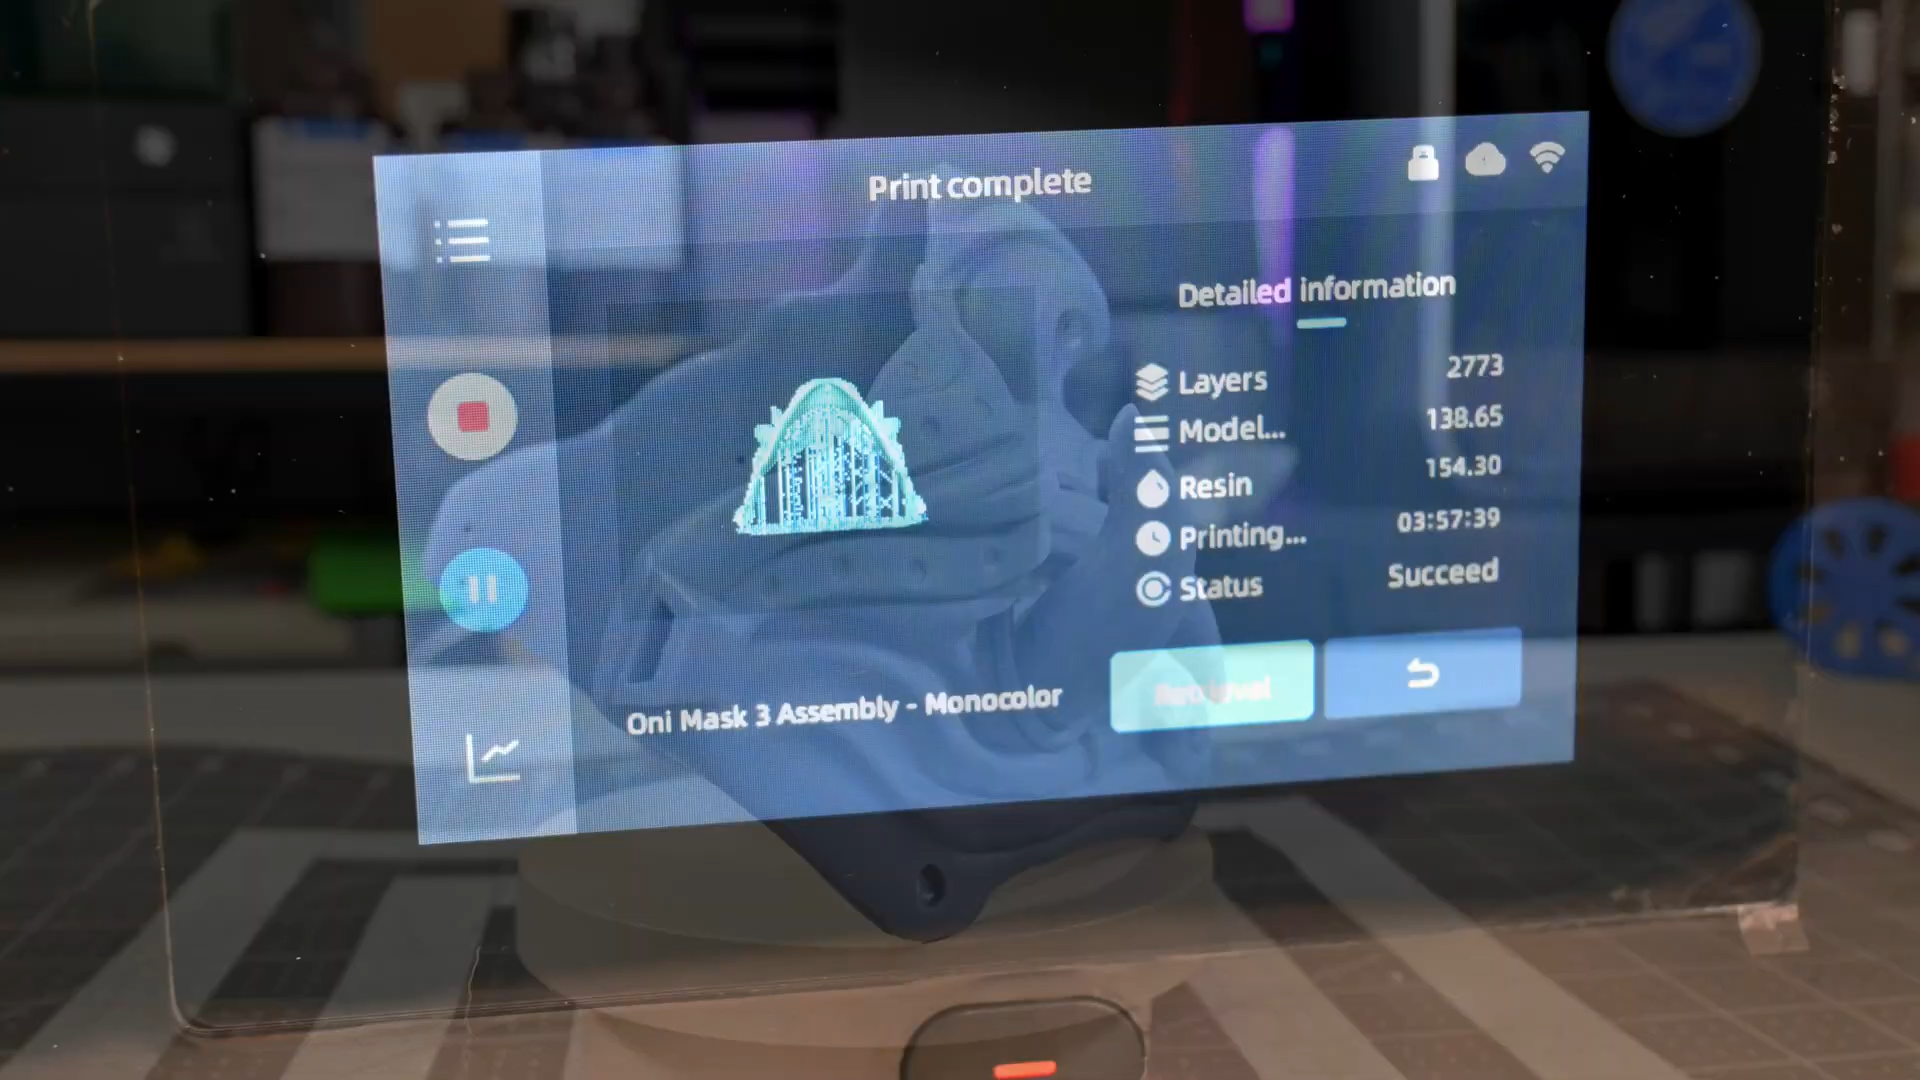 Print complete
Detailed information
Layers 2773
Model... 138.65
Resin 154.30
Printing... 03:57:39
Status Succeed
Oni Mask 3 Assembly - Monocolor